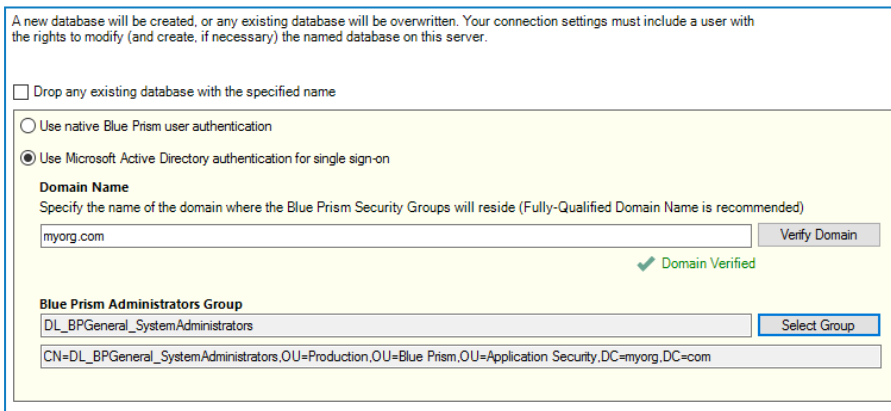 A new database will be created, or any existing database will be overwritten. Your connection settings must include a user with
the rights to modify (and create, if necessary) the named database on this server.
Drop any existing database with the specified name
Use native Blue Prism user authentication
Use Microsoft Active Directory authentication for single sign-on
Domain Name
Specify the name of the domain where the Blue Prism Security Groups will reside (Fully-Qualified Domain Name is recommended)
myorg.com
Verify Domain
Domain Verified
Blue Prism Administrators Group
DL_BPGeneral_SystemAdministrators
Select Group
CN=DL_BPGeneral_SystemAdministrators,OU=Production,OU=Blue Prism,OU=Application Security,DC=myorg,DC=com